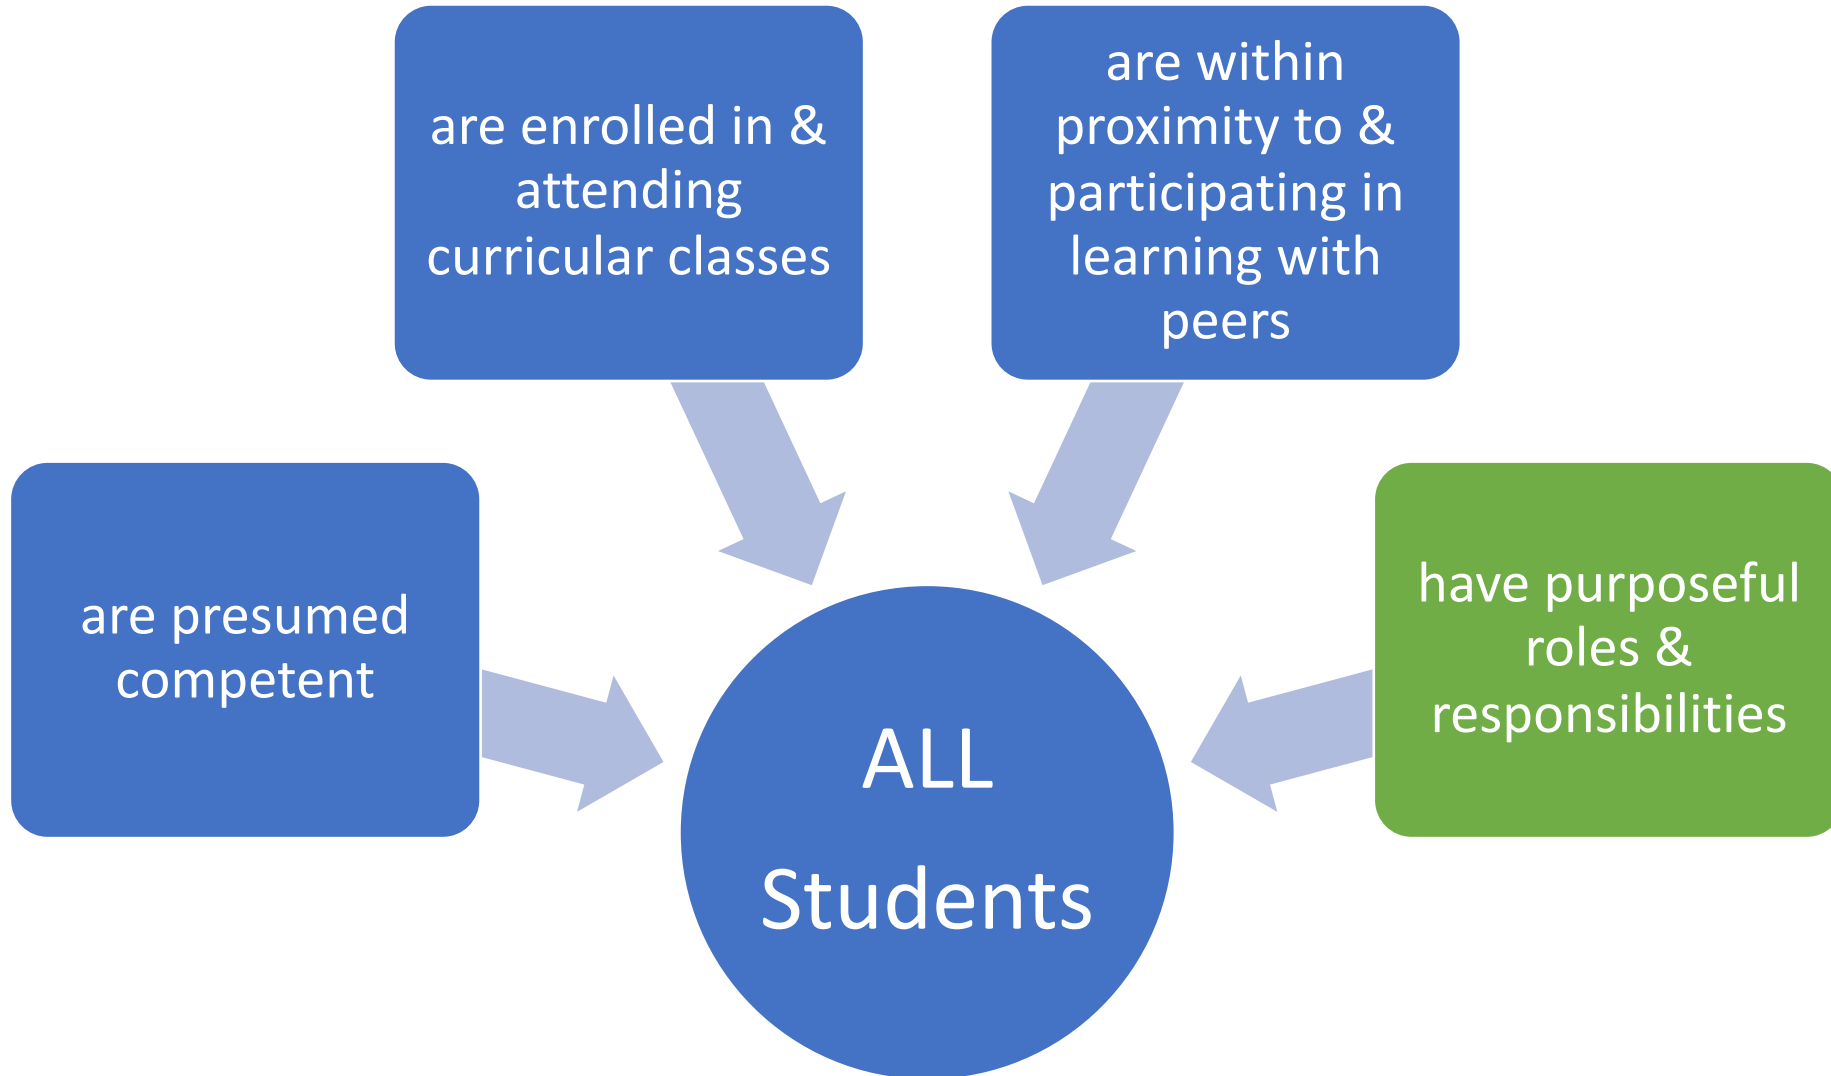 are enrolled in &
attending
curricular classes
are within
proximity to &
participating in
learning with
peers
are presumed
competent
have purposeful
roles &
responsibilities
ALL
Students